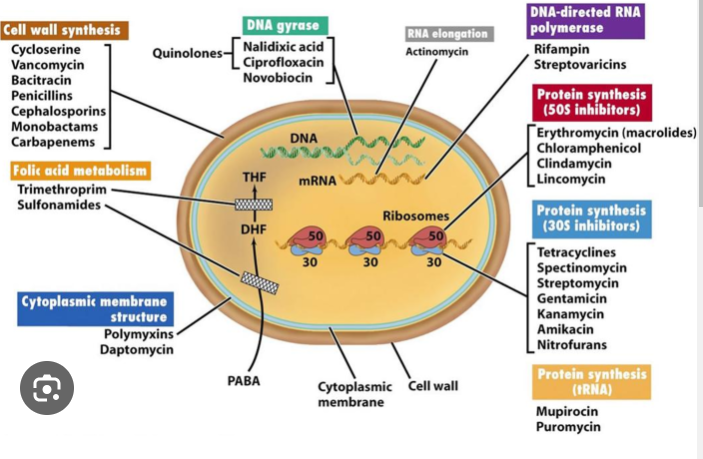 Cell wall synthesis
Cycloserine
Vancomycin
Bacitracin
Penicillins
Cephalosporins
Monobactams
Carbapenems
DNA gyrase
Quinolones
Nalidixic acid
Ciprofloxacin
Novobiocin
RNA elongation
Actinomycin
DNA-directed RNA
polymerase
Rifampin
Streptovaricins
Protein synthesis
(50S inhibitors)
Erythromycin (macrolides)
Chloramphenicol
Clindamycin
Lincomycin
Folic acid metabolism
Trimethroprim
Sulfonamides
DNA
THF
mRNA
DHF
Ribosomes
50
50
50
30
30
30
Protein synthesis
(30S inhibitors)
Tetracyclines
Spectinomycin
Streptomycin
Gentamicin
Kanamycin
Amikacin
Nitrofurans
Cytoplasmic membrane
structure
Polymyxins
Daptomycin
PABA
Cytoplasmic
membrane
Cell wall
Protein synthesis
(tRNA)
Mupirocin
Puromycin